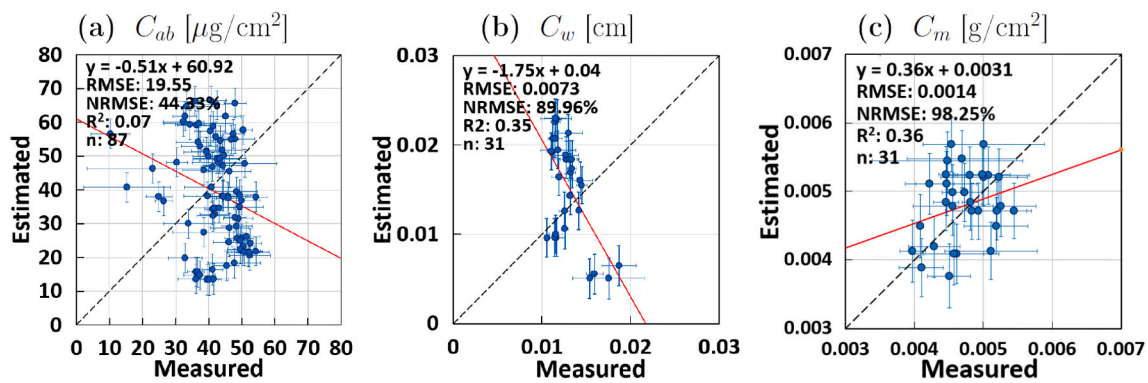 (a) C_ab [μg/cm²]
80
70
60
50
40
30
20
10
0
0 10 20 30 40 50 60 70 80
Estimated
Measured
y = -0.51x + 60.92
RMSE: 19.55
NRMSE: 44.33%
R²: 0.07
n: 87
(b) C_w [cm]
0.03
0.02
0.01
0
0 0.01 0.02 0.03
Estimated
Measured
y = -1.75x + 0.04
RMSE: 0.0073
NRMSE: 89.96%
R2: 0.35
n: 31
(c) C_m [g/cm²]
0.007
0.006
0.005
0.004
0.003
0.003 0.004 0.005 0.006 0.007
Estimated
Measured
y = 0.36x + 0.0031
RMSE: 0.0014
NRMSE: 98.25%
R²: 0.36
n: 31